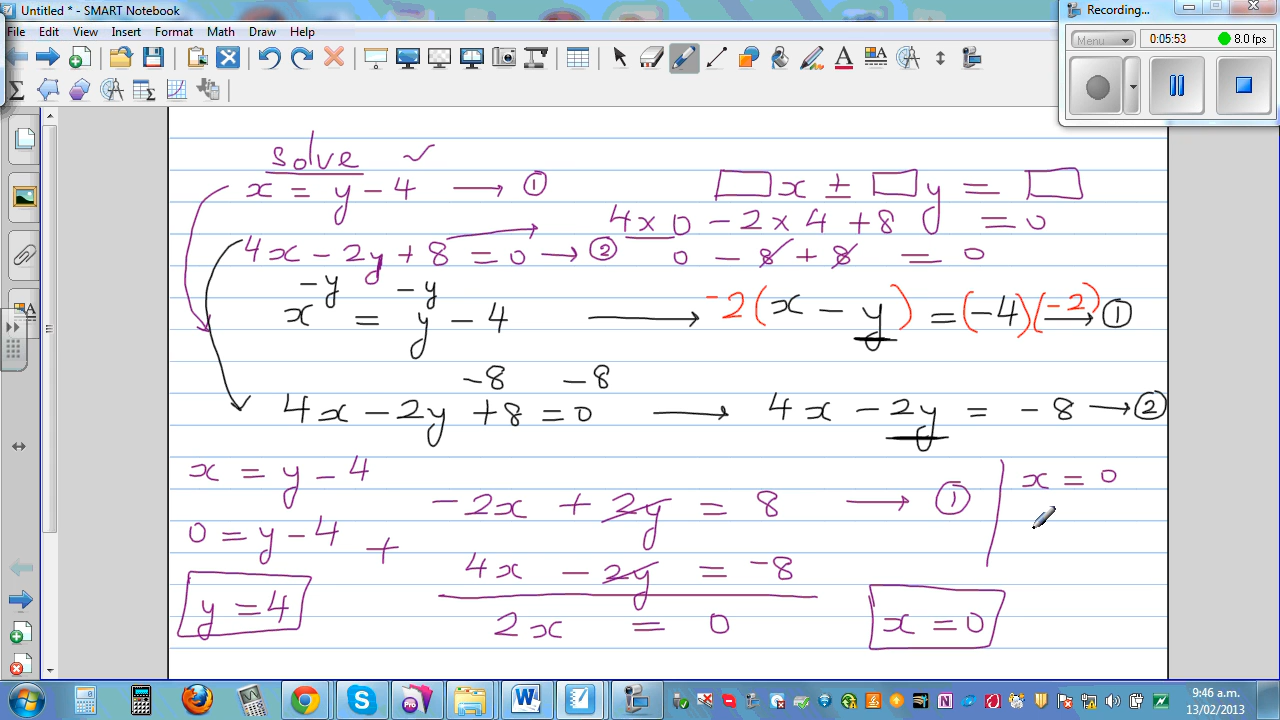 Untitled * - SMART Notebook
Recording...
File Edit View Insert Format Math Draw Help
Menu 0:05:53 8.0 fps
solve ✓
x = y - 4 → ①
□x ± □y = □
4 x 0 - 2 x 4 + 8 = 0
4x - 2y + 8 = 0 → ②
0 - 8 + 8 = 0
-y -y
x = y - 4 → -2(x - y) = (-4)(-2) → ①
-8 -8
4x - 2y + 8 = 0 → 4x - 2y = -8 → ②
x = y - 4
-2x + 2y = 8 → ①
x = 0
0 = y - 4
+ 4x - 2y = -8
y = 4
2x = 0
x = 0
9:46 a.m.
13/02/2013